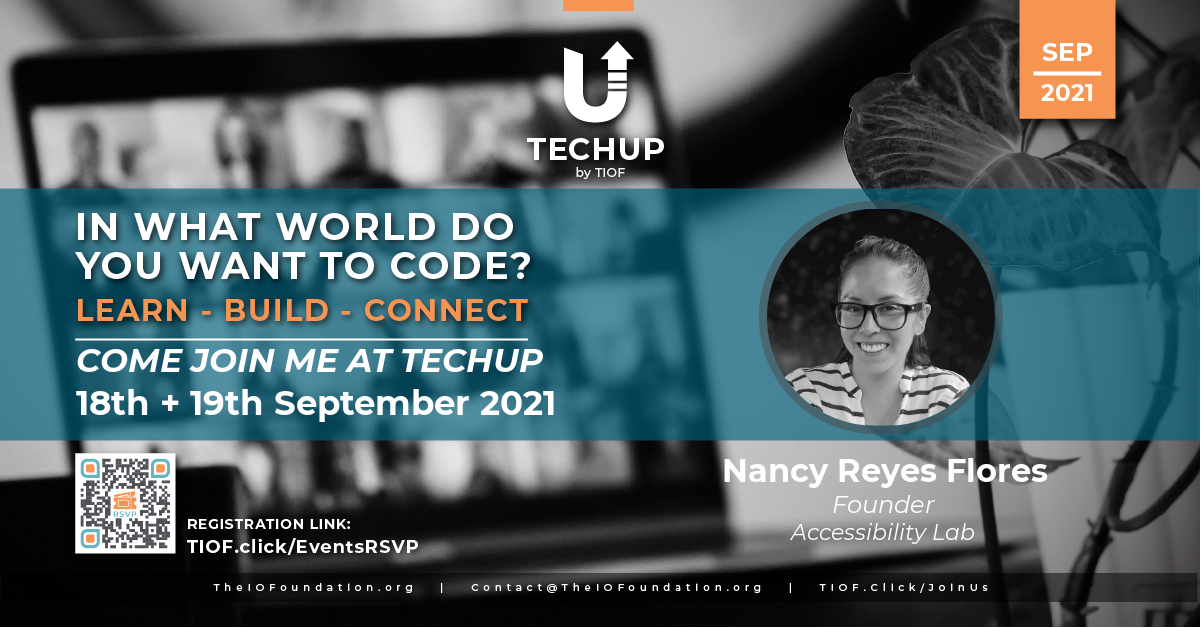 SEP
2021
TECHUP
by TIOF
IN WHAT WORLD DO
YOU WANT TO CODE?
LEARN - BUILD - CONNECT
COME JOIN ME AT TECHUP
18th + 19th September 2021
Nancy Reyes Flores
Founder
Accessibility Lab
RSVP
REGISTRATION LINK:
TIOF.click/EventsRSVP
TheIOFoundation.org | Contact@TheIOFoundation.org | TIOF.Click/JoinUs